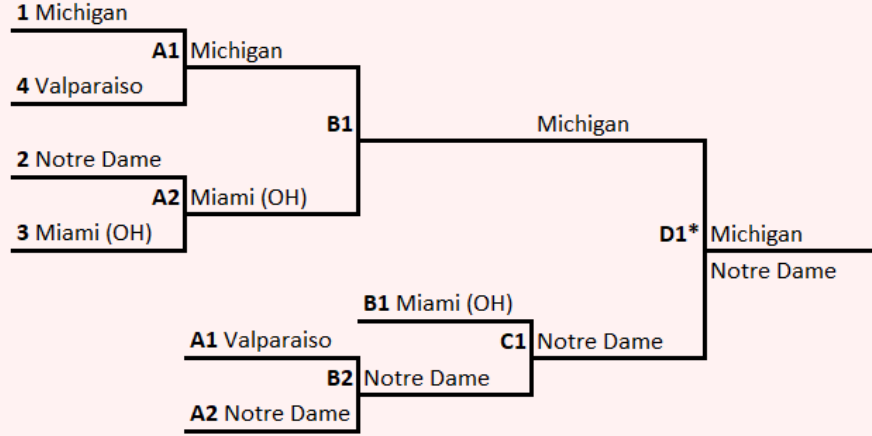 1 Michigan
A1 Michigan
4 Valparaiso
B1 Michigan
2 Notre Dame
A2 Miami (OH)
3 Miami (OH)
D1* Michigan
Notre Dame
B1 Miami (OH)
A1 Valparaiso
C1 Notre Dame
B2 Notre Dame
A2 Notre Dame